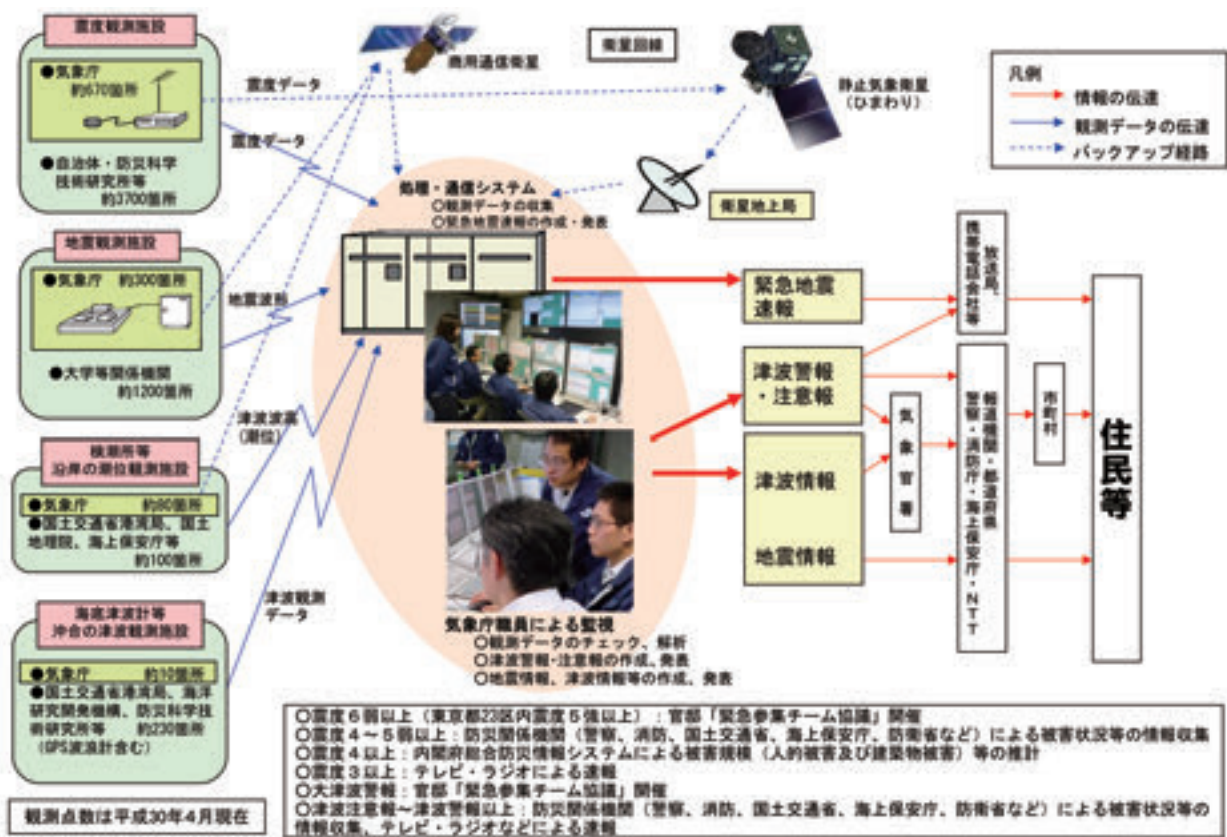 震度観測施設
●気象庁
約670箇所
●自治体・防災科学
技術研究所等
約3700箇所
地震観測施設
●気象庁 約300箇所
●大学等関係機関
約1200箇所
検潮所等
沿岸の潮位観測施設
●気象庁 約80箇所
●国土交通省港湾局、国土
地理院、海上保安庁等
約100箇所
海底津波計等
沖合の津波観測施設
●気象庁 約10箇所
●国土交通省港湾局、海洋
研究開発機構、防災科学技
術研究所等 約230箇所
(GPS波浪計含む)
観測点数は平成30年4月現在
震度データ
震度データ
地震波形
津波波高
(潮位)
津波観測
データ
商用通信衛星
衛星回線
静止気象衛星
(ひまわり)
衛星地上局
凡例
情報の伝達
観測データの伝達
バックアップ経路
処理・通信システム
○観測データの収集
○緊急地震速報の作成・発表
気象庁職員による監視
○観測データのチェック、解析
○津波警報・注意報の作成、発表
○地震情報、津波情報等の作成、発表
緊急地震
速報
津波警報
・注意報
津波情報
地震情報
気象官署
放送局、
携帯電話会社等
報道機関・都道府県
警察・消防庁・海上保安庁・NTT
市町村
住民等
○震度6弱以上(東京都23区内震度5強以上):官邸「緊急参集チーム協議」開催
○震度4~5弱以上:防災関係機関(警察、消防、国土交通省、海上保安庁、防衛省など)による被害状況等の情報収集
○震度4以上:内閣府総合防災情報システムによる被害規模(人的被害及び建築物被害)等の推計
○震度3以上:テレビ・ラジオによる速報
○大津波警報:官邸「緊急参集チーム協議」開催
○津波注意報~津波警報以上:防災関係機関(警察、消防、国土交通省、海上保安庁、防衛省など)による被害状況等の
情報収集、テレビ・ラジオなどによる速報